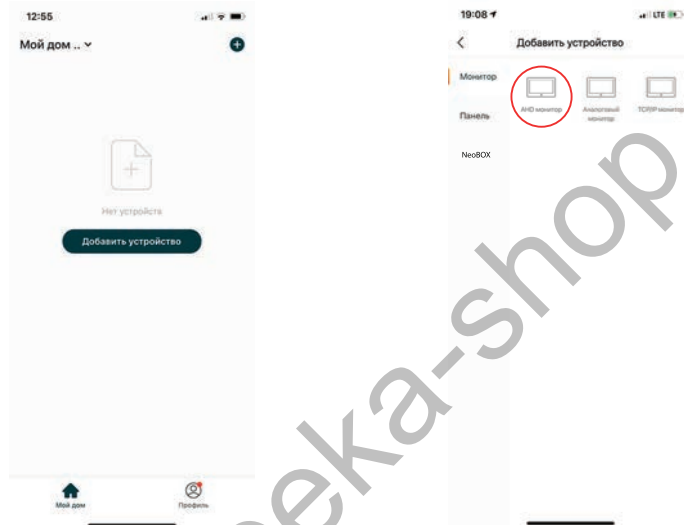 12:55
Мой дом ..
Нет устройств
Добавить устройство
Мой дом
Профиль
19:08
LTE
Добавить устройство
Монитор
Панель
NeoBOX
AHD монитор
Аналоговый
монитор
TCP/IP монитор
eka-shop